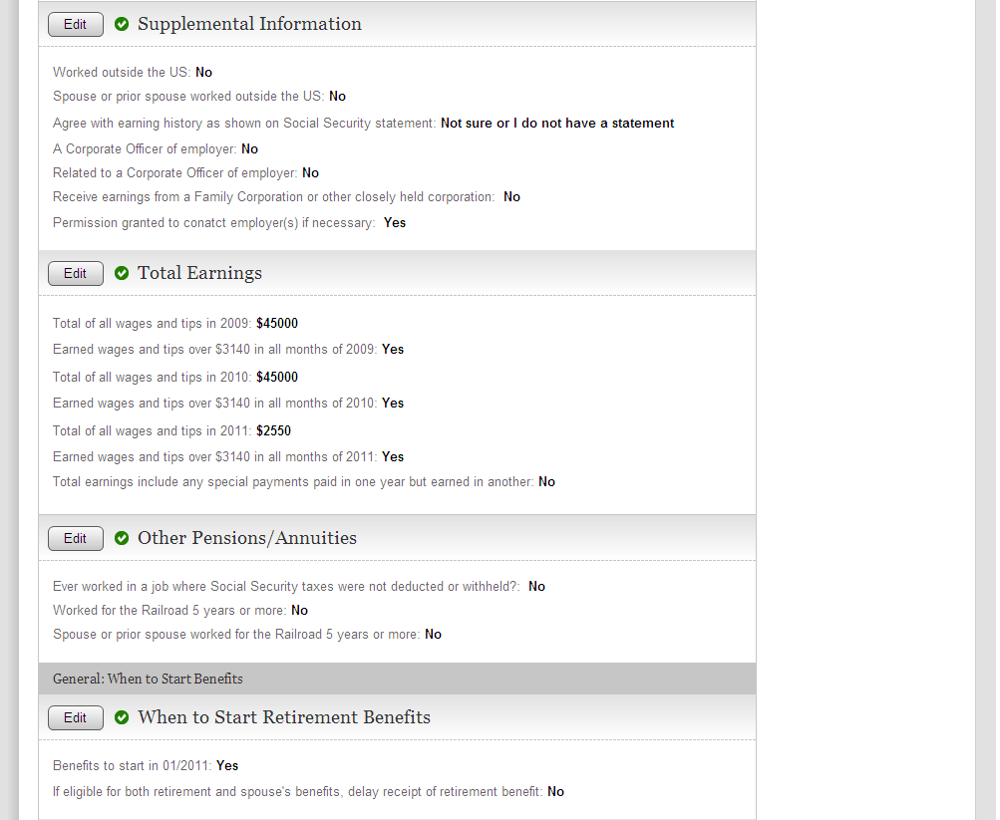 Edit Supplemental Information
Worked outside the US: No
Spouse or prior spouse worked outside the US: No
Agree with earning history as shown on Social Security statement: Not sure or I do not have a statement
A Corporate Officer of employer: No
Related to a Corporate Officer of employer: No
Receive earnings from a Family Corporation or other closely held corporation: No
Permission granted to conatct employer(s) if necessary: Yes
Edit Total Earnings
Total of all wages and tips in 2009: $45000
Earned wages and tips over $3140 in all months of 2009: Yes
Total of all wages and tips in 2010: $45000
Earned wages and tips over $3140 in all months of 2010: Yes
Total of all wages and tips in 2011: $2550
Earned wages and tips over $3140 in all months of 2011: Yes
Total earnings include any special payments paid in one year but earned in another: No
Edit Other Pensions/Annuities
Ever worked in a job where Social Security taxes were not deducted or withheld?: No
Worked for the Railroad 5 years or more: No
Spouse or prior spouse worked for the Railroad 5 years or more: No
General: When to Start Benefits
Edit When to Start Retirement Benefits
Benefits to start in 01/2011: Yes
If eligible for both retirement and spouse's benefits, delay receipt of retirement benefit: No